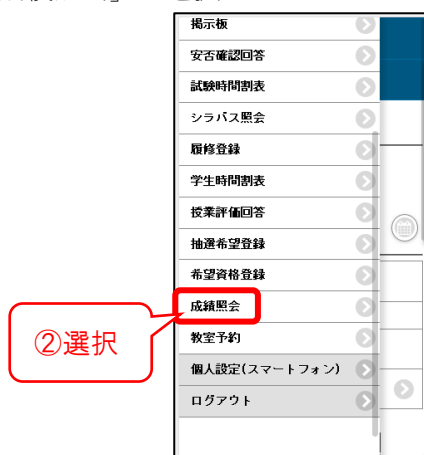 掲示板
安否確認回答
試験時間割表
シラバス照会
履修登録
学生時間割表
授業評価回答
抽選希望登録
希望資格登録
成績照会
②選択
教室予約
個人設定(スマートフォン)
ログアウト